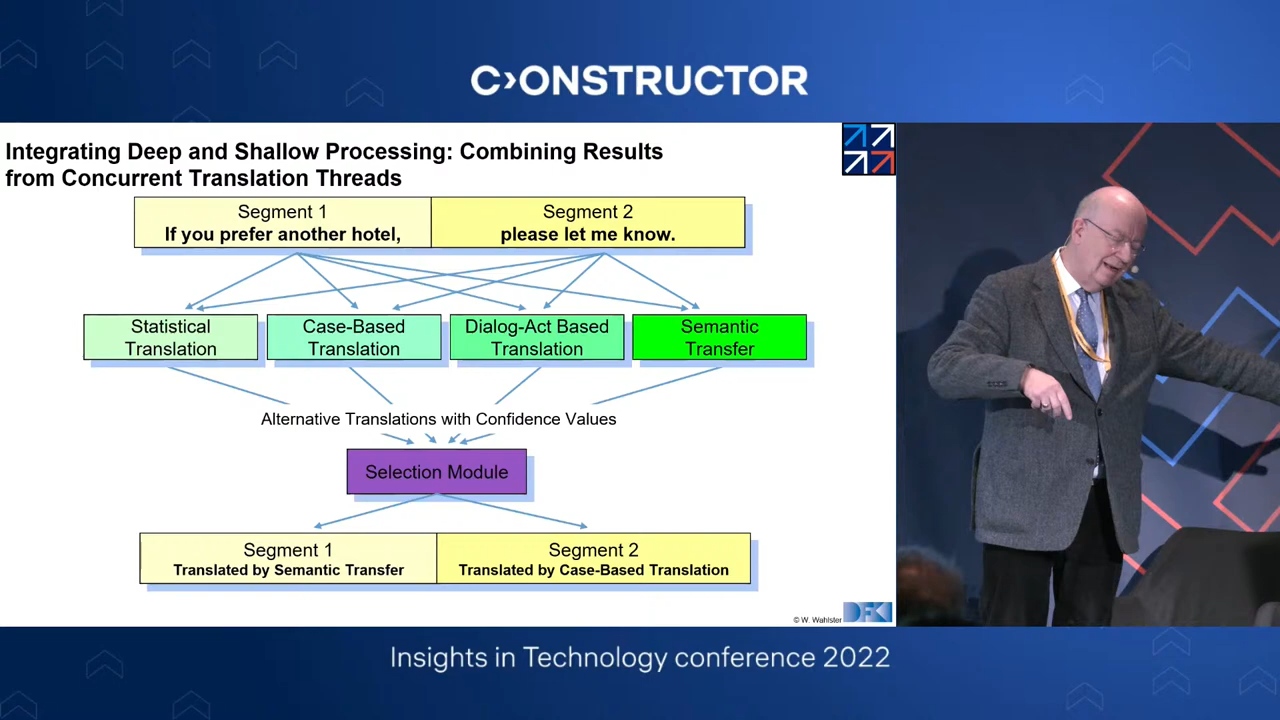 C›ONSTRUCTOR
Integrating Deep and Shallow Processing: Combining Results
from Concurrent Translation Threads
Segment 1
If you prefer another hotel,
Segment 2
please let me know.
Statistical
Translation
Case-Based
Translation
Dialog-Act Based
Translation
Semantic
Transfer
Alternative Translations with Confidence Values
Selection Module
Segment 1
Translated by Semantic Transfer
Segment 2
Translated by Case-Based Translation
© W. Wahlster
DFKI
Insights in Technology conference 2022